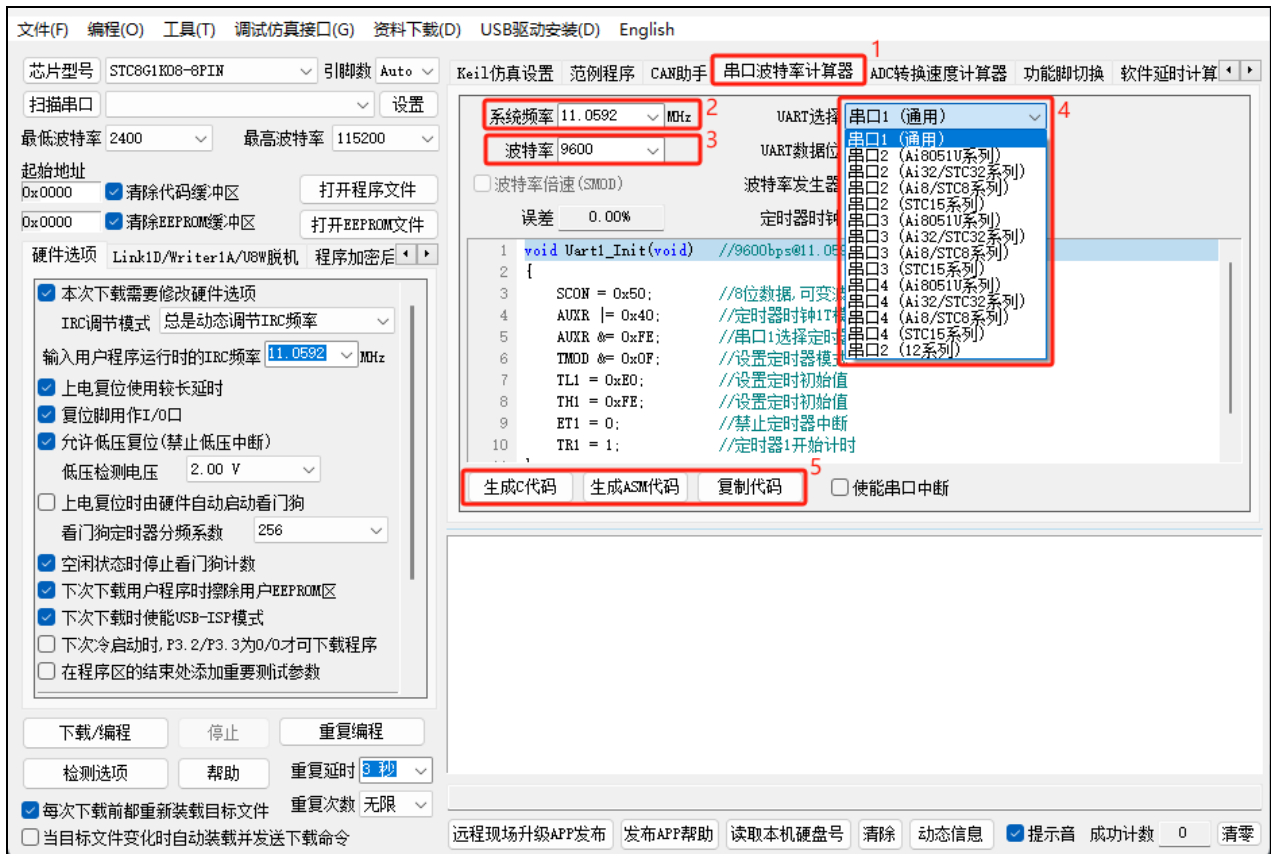 文件(F) 编程(O) 工具(T) 调试仿真接口(G) 资料下载(D) USB驱动安装(D) English
芯片型号 STC8G1K08-8PIN 引脚数 Auto
扫描串口 设置
最低波特率 2400 最高波特率 115200
起始地址
0x0000 清除代码缓冲区 打开程序文件
0x0000 清除EEPROM缓冲区 打开EEPROM文件
硬件选项 Link1D/Writer1A/U8W脱机 程序加密后
本次下载需要修改硬件选项
IRC调节模式 总是动态调节IRC频率
输入用户程序运行时的IRC频率 11.0592 MHz
上电复位使用较长延时
复位脚用作I/O口
允许低压复位(禁止低压中断)
低压检测电压 2.00 V
上电复位时由硬件自动启动看门狗
看门狗定时器分频系数 256
空闲状态时停止看门狗计数
下次下载用户程序时擦除用户EEPROM区
下次下载时使能USB-ISP模式
下次冷启动时,P3.2/P3.3为0/0才可下载程序
在程序区的结束处添加重要测试参数
下载/编程 停止 重复编程
检测选项 帮助 重复延时 3 秒
每次下载前都重新装载目标文件 重复次数 无限
当目标文件变化时自动装载并发送下载命令
1
Keil仿真设置 范例程序 CAN助手 串口波特率计算器 ADC转换速度计算器 功能脚切换 软件延时计算
系统频率 11.0592 MHz 2 UART选择 串口1 (通用) 4
波特率 9600 3 UART数据位
波特率倍速(SMOD) 波特率发生器
误差 0.00% 定时器时钟
串口1 (通用)
串口2 (Ai8051U系列)
串口2 (Ai32/STC32系列)
串口2 (Ai8/STC8系列)
串口2 (STC15系列)
串口3 (Ai8051U系列)
串口3 (Ai32/STC32系列)
串口3 (Ai8/STC8系列)
串口3 (STC15系列)
串口4 (Ai8051U系列)
串口4 (Ai32/STC32系列)
串口4 (Ai8/STC8系列)
串口4 (STC15系列)
串口2 (12系列)
1 void Uart1_Init(void) //9600bps@11.05
2 {
3 SCON = 0x50; //8位数据,可变波
4 AUXR |= 0x40; //定时器时钟1T模
5 AUXR &= 0xFE; //串口1选择定时
6 TMOD &= 0x0F; //设置定时器模式
7 TL1 = 0xE0; //设置定时初始值
8 TH1 = 0xFE; //设置定时初始值
9 ET1 = 0; //禁止定时器中断
10 TR1 = 1; //定时器1开始计时
5
生成C代码 生成ASM代码 复制代码 使能串口中断
远程现场升级APP发布 发布APP帮助 读取本机硬盘号 清除 动态信息 提示音 成功计数 0 清零